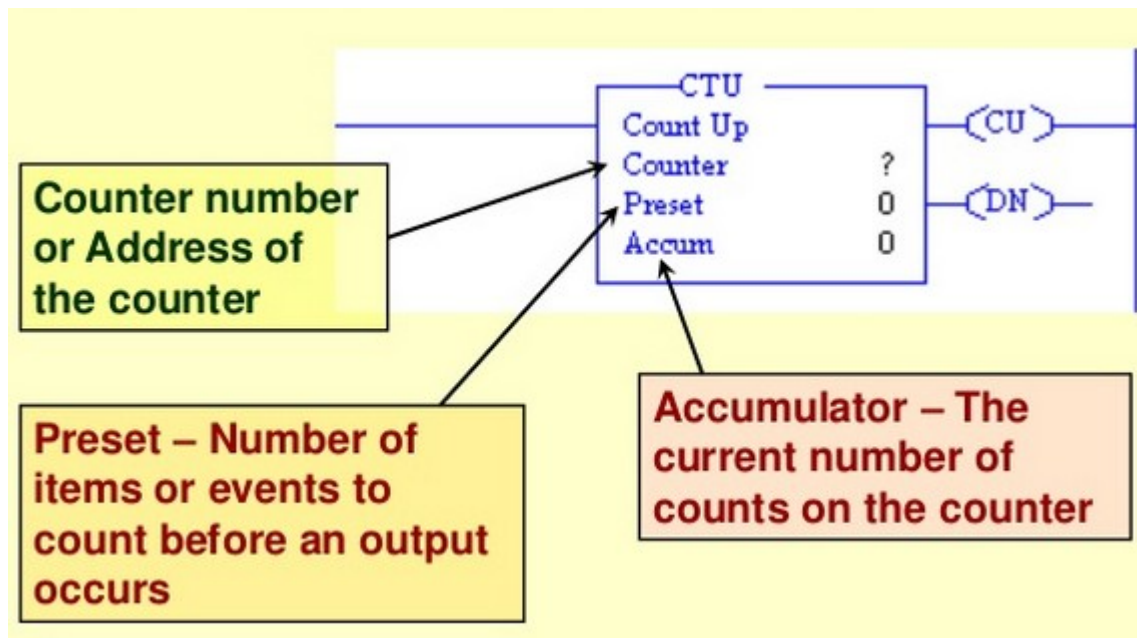 CTU
Count Up
Counter ?
Preset 0
Accum 0
CU
DN
Counter number
or Address of
the counter
Preset – Number of
items or events to
count before an output
occurs
Accumulator – The
current number of
counts on the counter